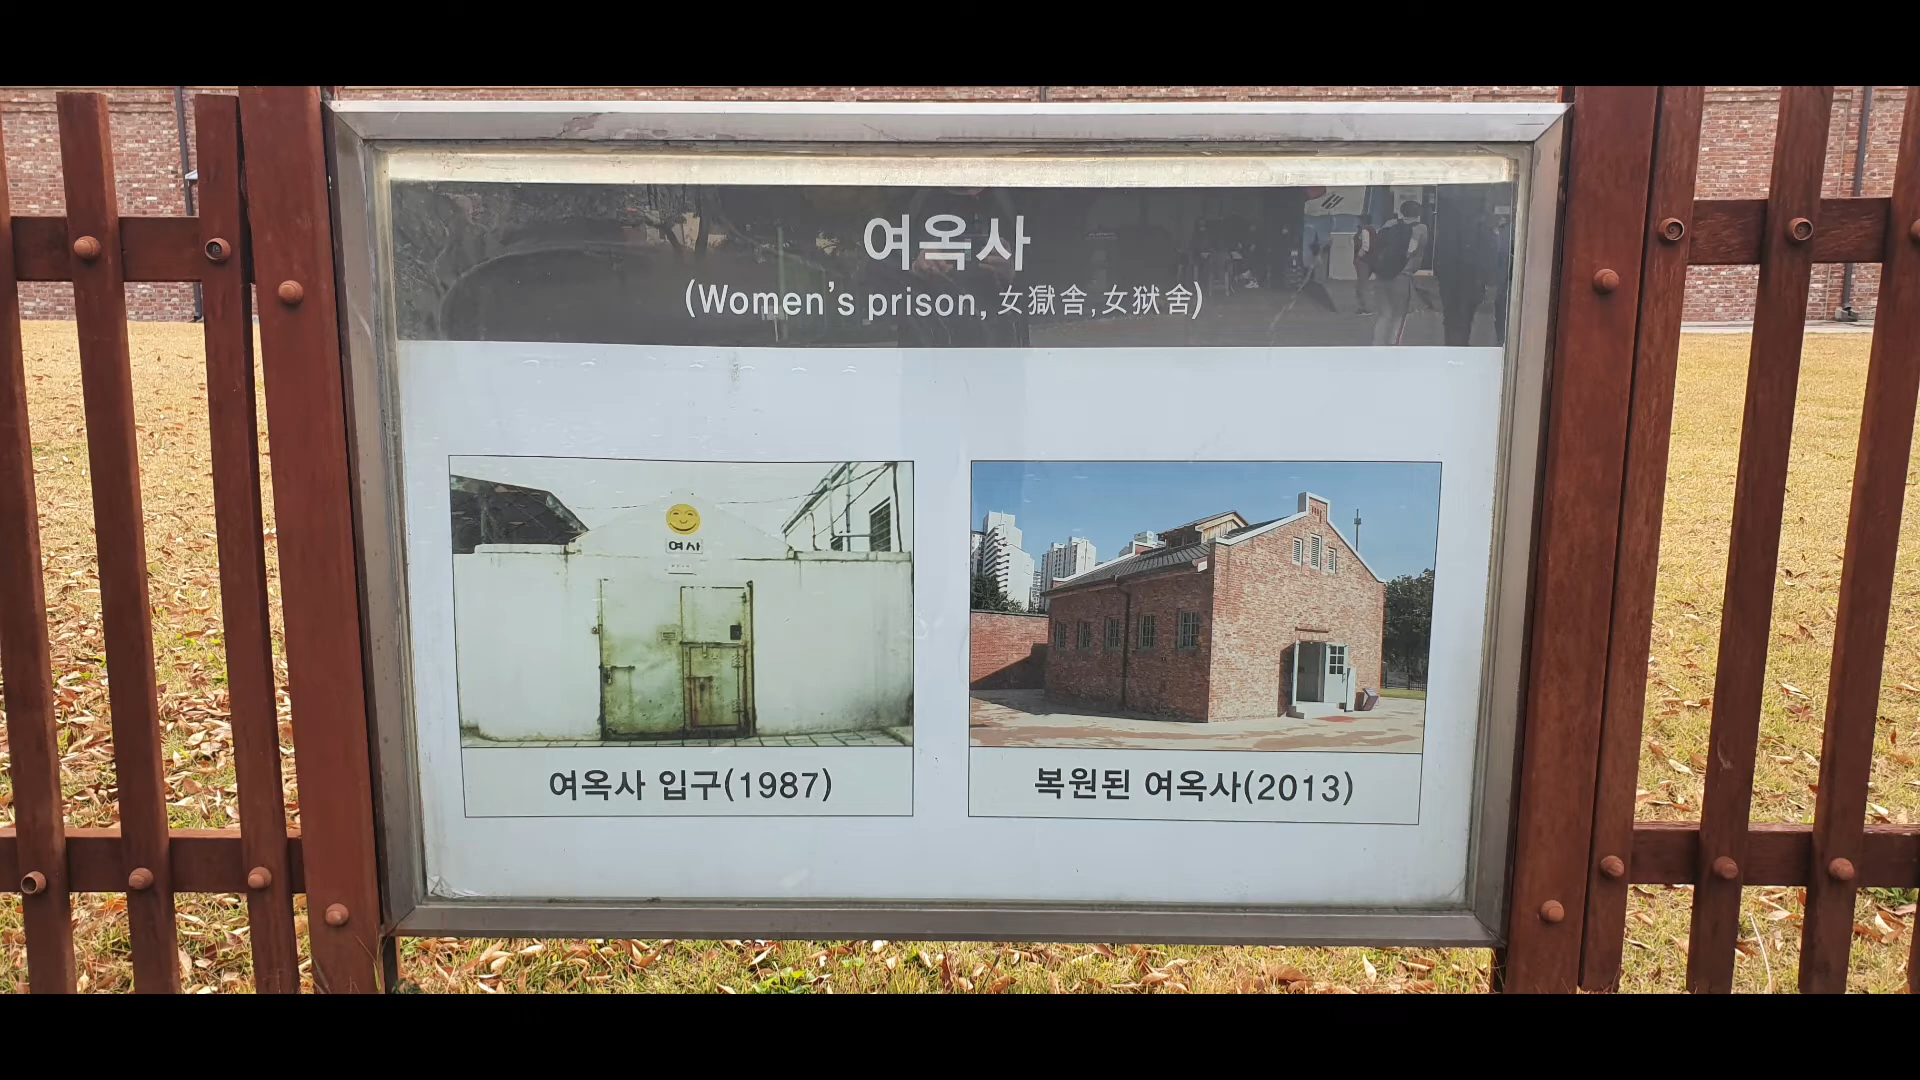 여옥사
(Women's prison, 女獄舍,女狱舍)
여사
여옥사 입구(1987)
복원된 여옥사(2013)